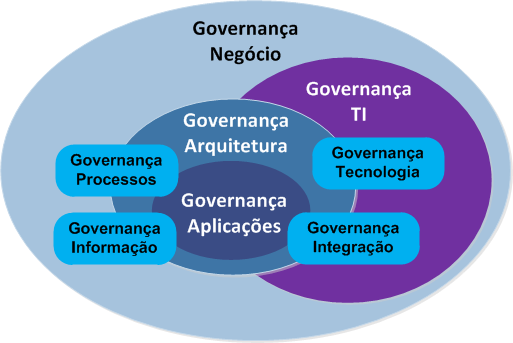 Governança
Negócio
Governança
TI
Governança
Arquitetura
Governança
Tecnologia
Governança
Processos
Governança
Aplicações
Governança
Informação
Governança
Integração